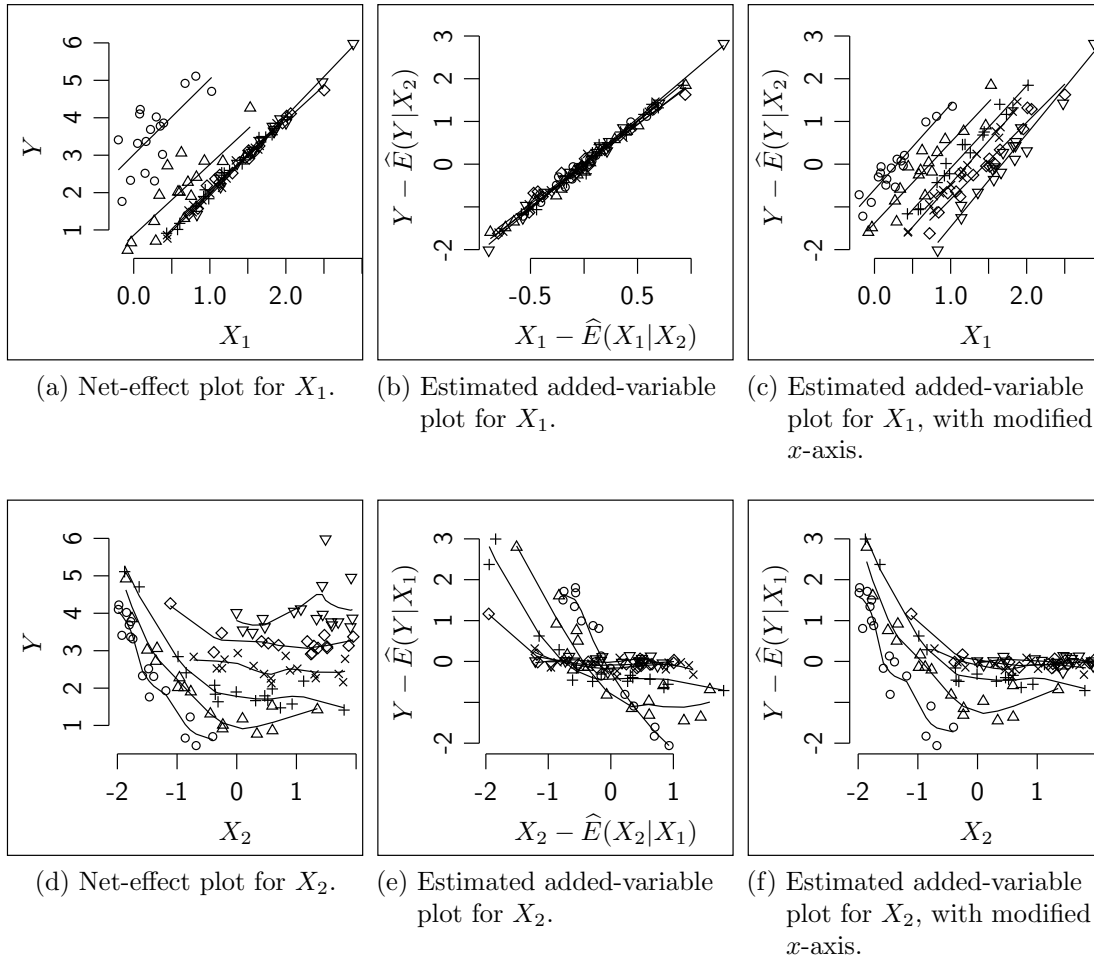 6
5
4
3
2
1
Y
0.0 1.0 2.0
X₁
(a) Net-effect plot for X₁.
3
2
1
0
-2
Y − Ê(Y|X₂)
-0.5 0.5
X₁ − Ê(X₁|X₂)
(b) Estimated added-variable
plot for X₁.
3
2
1
0
-2
Y − Ê(Y|X₂)
0.0 1.0 2.0
X₁
(c) Estimated added-variable
plot for X₁, with modified
x-axis.
6
5
4
3
2
1
Y
-2 -1 0 1
X₂
(d) Net-effect plot for X₂.
3
2
1
0
-2
Y − Ê(Y|X₁)
-2 -1 0 1
X₂ − Ê(X₂|X₁)
(e) Estimated added-variable
plot for X₂.
3
2
1
0
-2
Y − Ê(Y|X₁)
-2 -1 0 1
X₂
(f) Estimated added-variable
plot for X₂, with modified
x-axis.